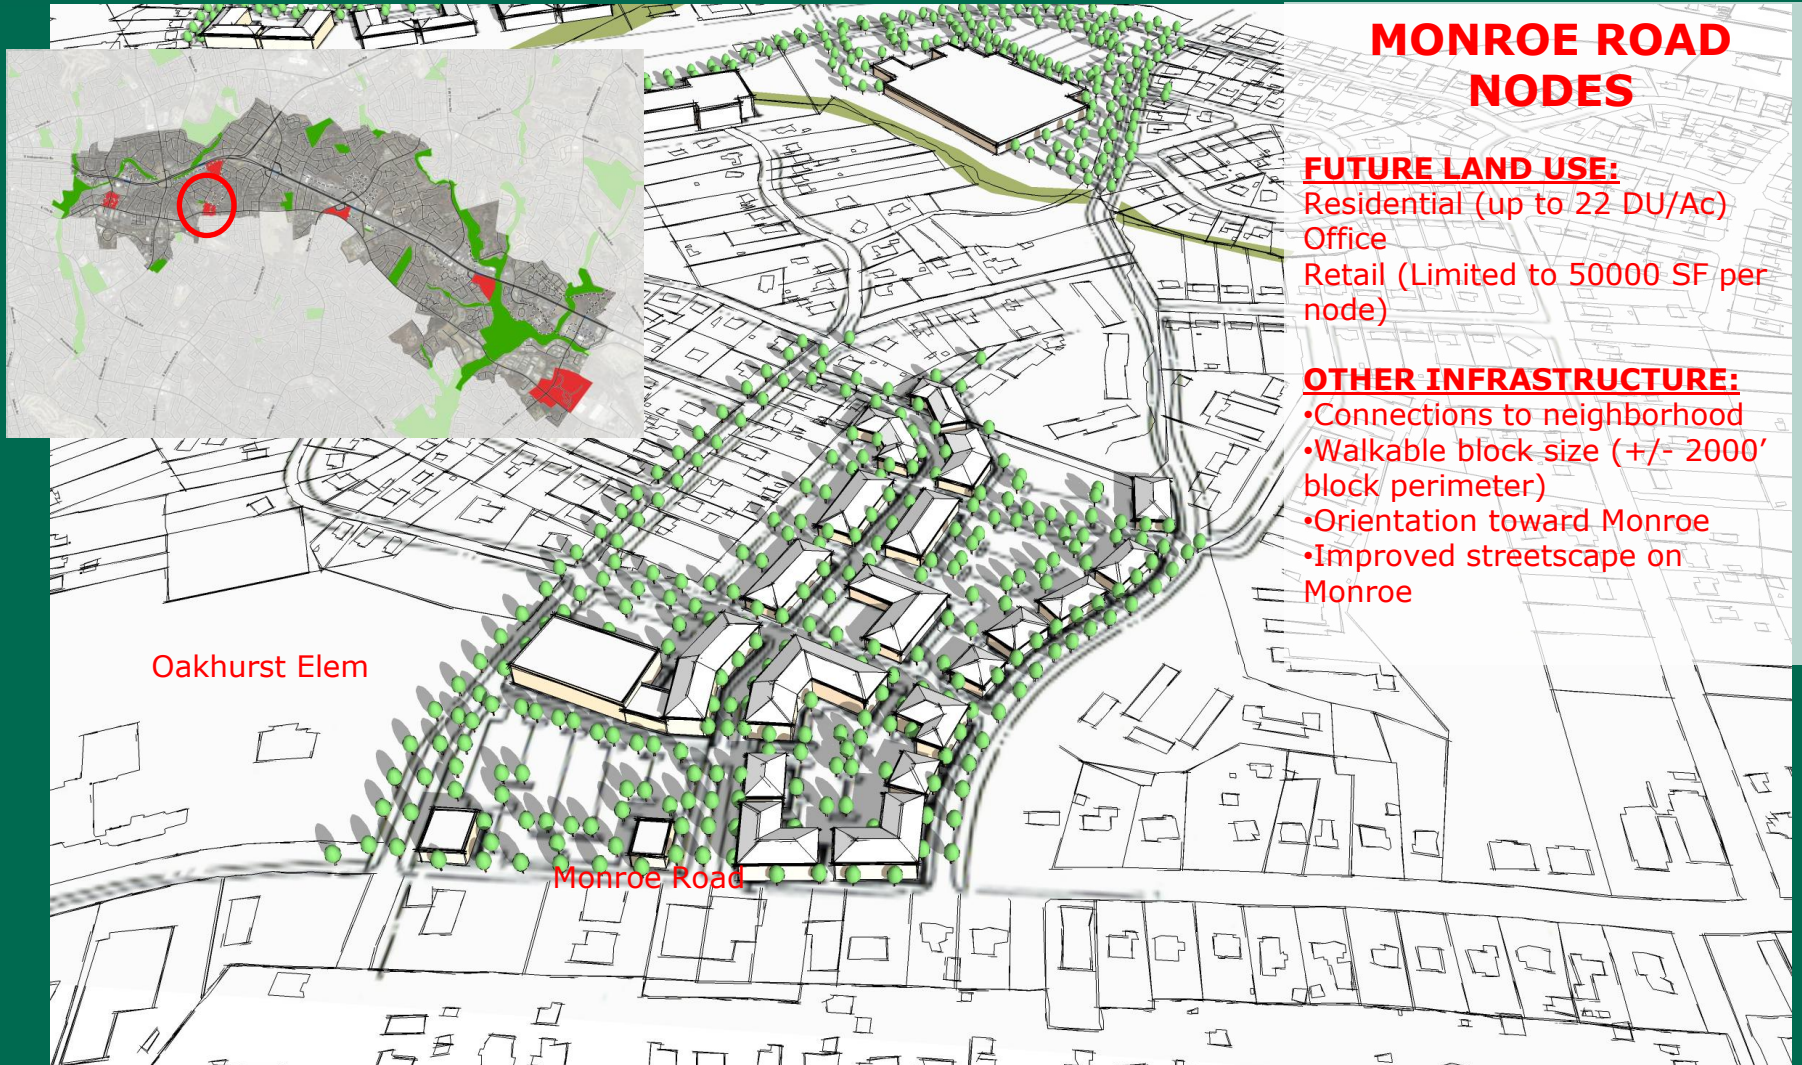 MONROE ROAD
NODES
FUTURE LAND USE:
Residential (up to 22 DU/Ac)
Office
Retail (Limited to 50000 SF per
node)
OTHER INFRASTRUCTURE:
•Connections to neighborhood
•Walkable block size (+/- 2000’
block perimeter)
•Orientation toward Monroe
•Improved streetscape on
Monroe
Oakhurst Elem
Monroe Road